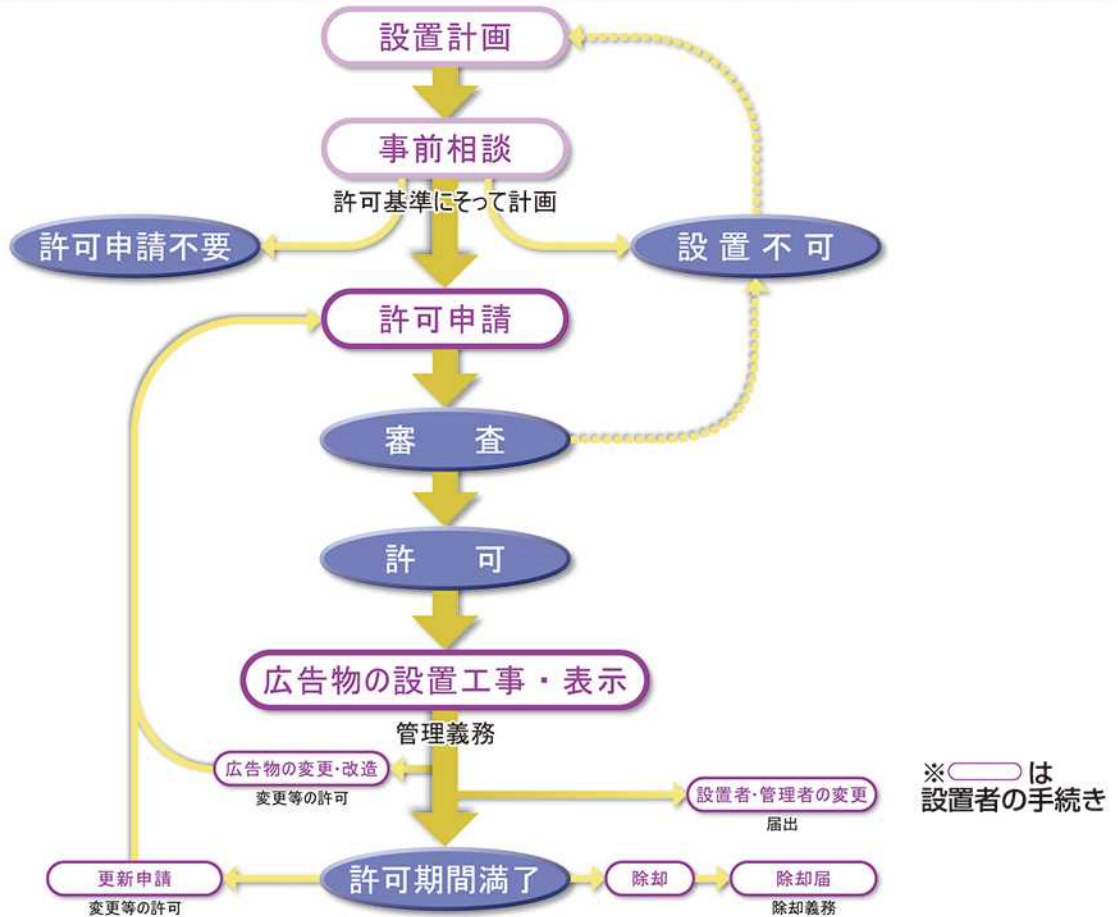 設置計画
事前相談
許可基準にそって計画
許可申請不要
設置不可
許可申請
審　査
許　可
広告物の設置工事・表示
管理義務
広告物の変更・改造
変更等の許可
設置者・管理者の変更
届出
※　は
設置者の手続き
更新申請
変更等の許可
許可期間満了
除却
除却届
除却義務